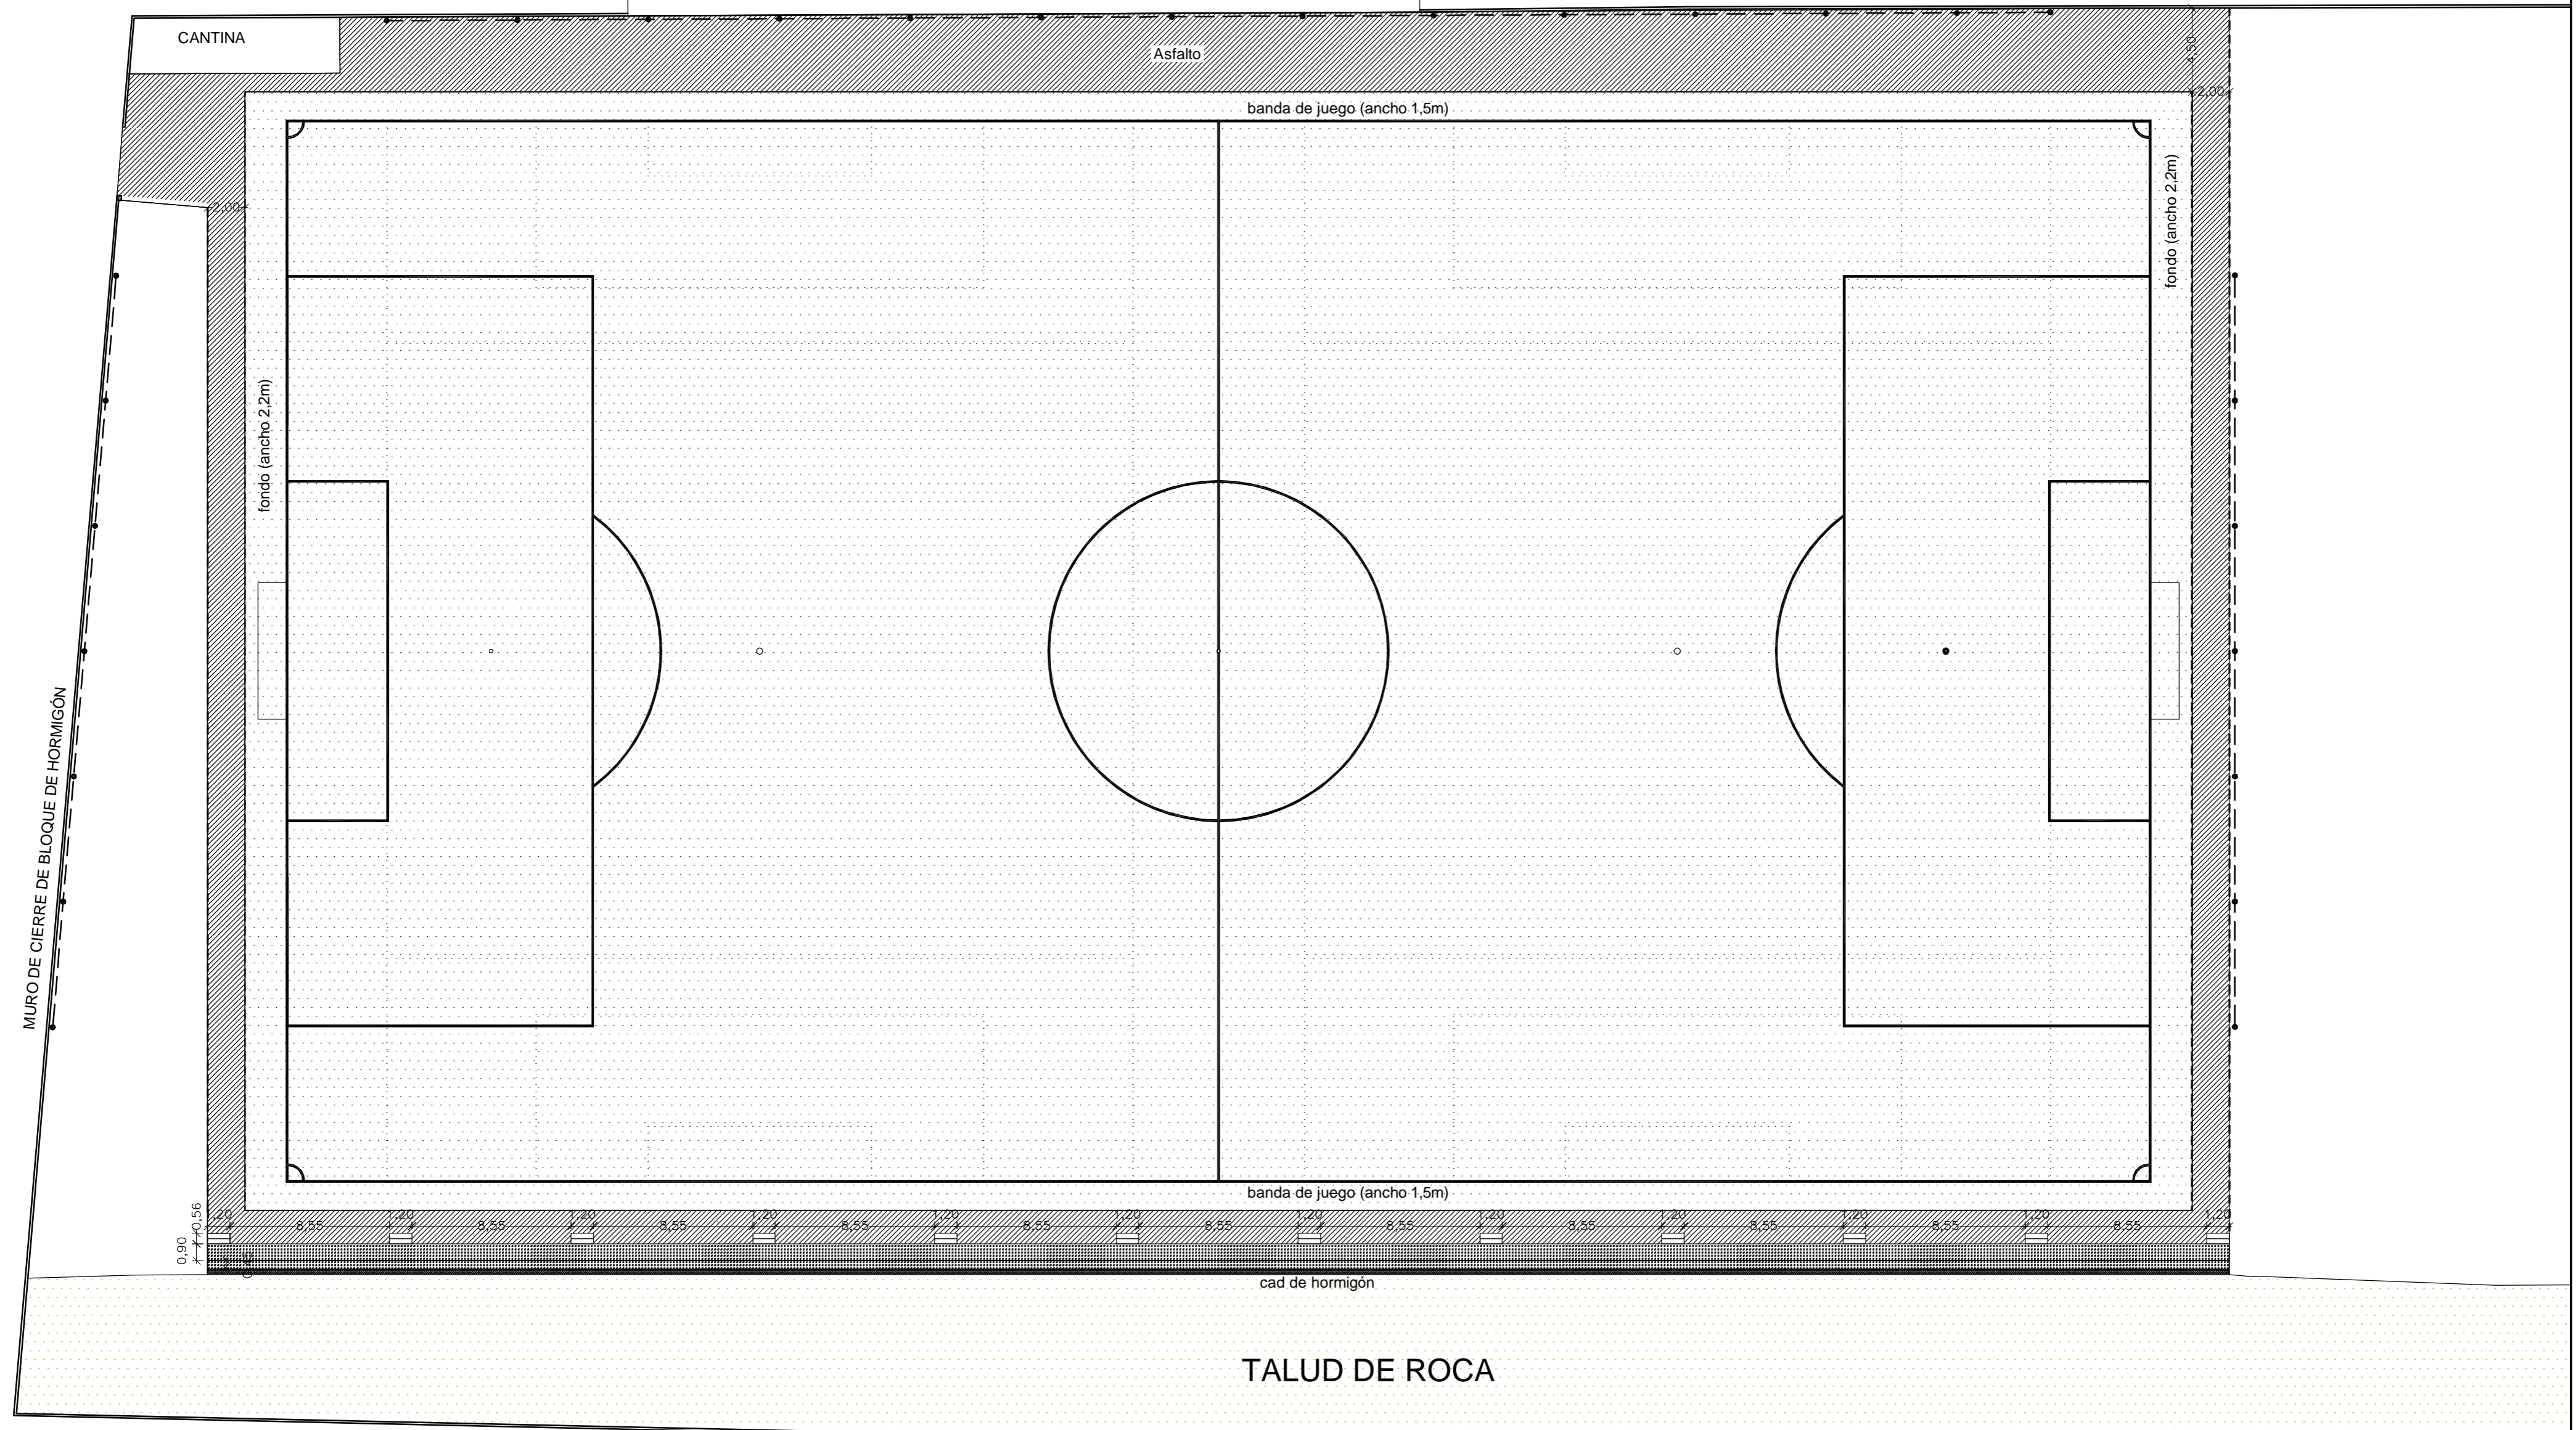 CANTINA
Asfalto
4,50
banda de juego (ancho 1,5m)
2,00
2,00
fondo (ancho 2,2m)
fondo (ancho 2,2m)
MURO DE CIERRE DE BLOQUE DE HORMIGÓN
banda de juego (ancho 1,5m)
0,56
1,20 1,20 1,20 1,20 1,20 1,20 1,20 1,20 1,20 1,20 1,20 1,20
8,55 8,55 8,55 8,55 8,55 8,55 8,55 8,55 8,55 8,55 8,55
0,90
0,45
cad de hormigón
TALUD DE ROCA